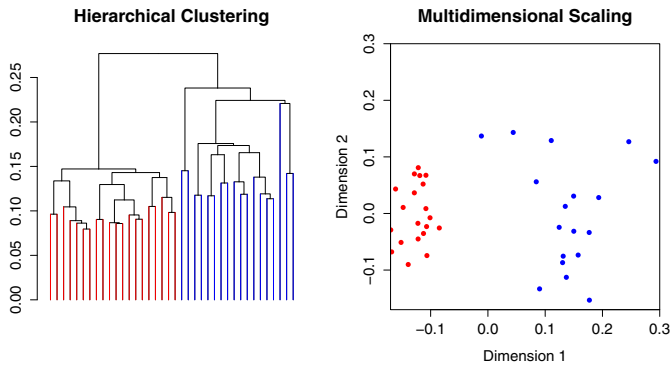 Hierarchical Clustering
0.25
0.20
0.15
0.10
0.05
0.00
Multidimensional Scaling
0.3
0.2
0.1
0.0
−0.1
Dimension 2
−0.1 0.0 0.1 0.2 0.3
Dimension 1